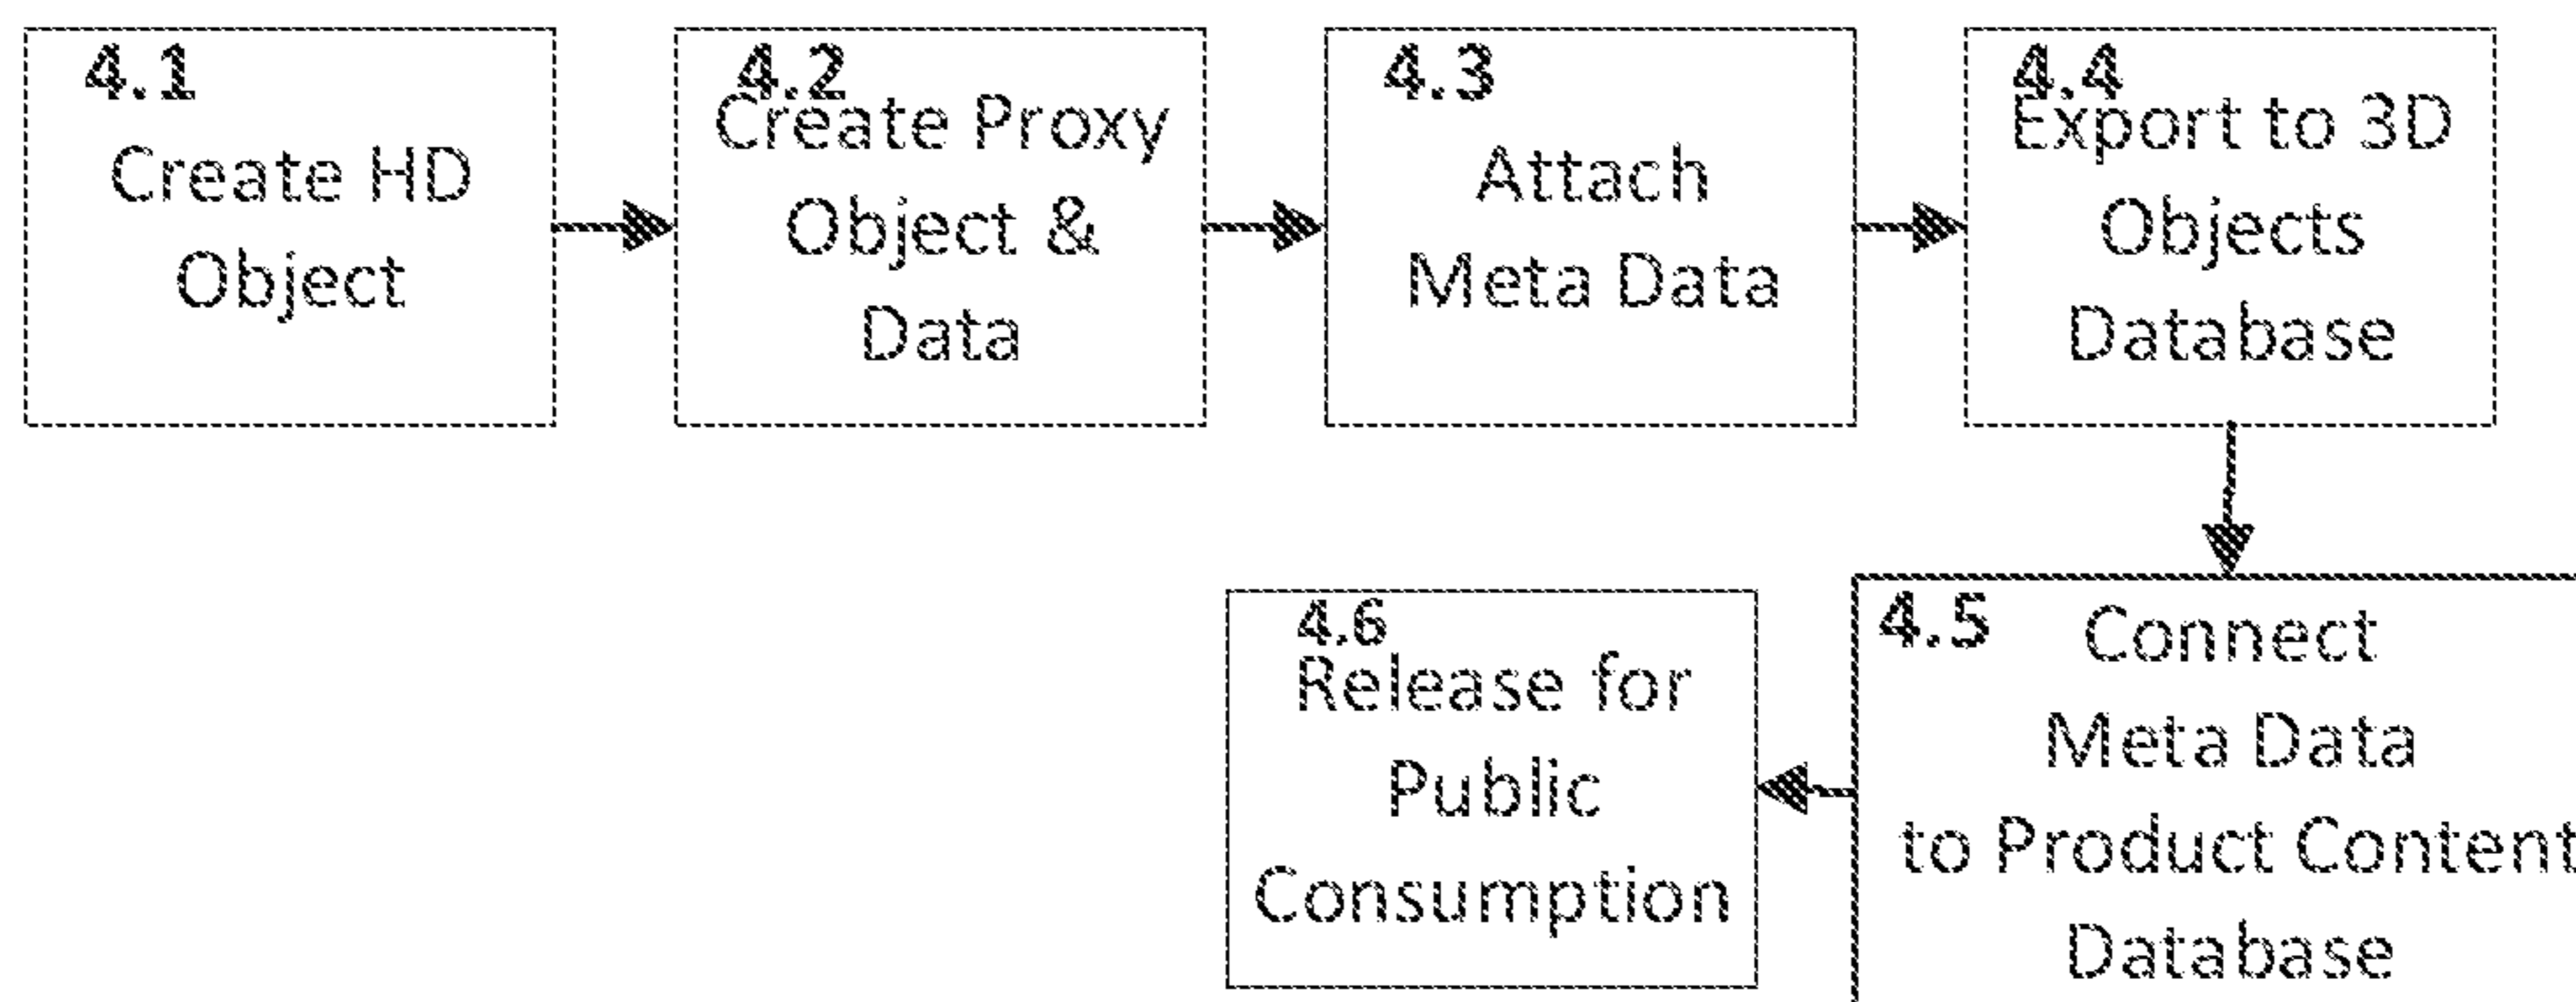 4.1
Create HD
Object
4.2
Create Proxy
Object &
Data
4.3
Attach
Meta Data
4.4
Export to 3D
Objects
Database
4.5 Connect
Meta Data
to Product Content
Database
4.6
Release for
Public
Consumption